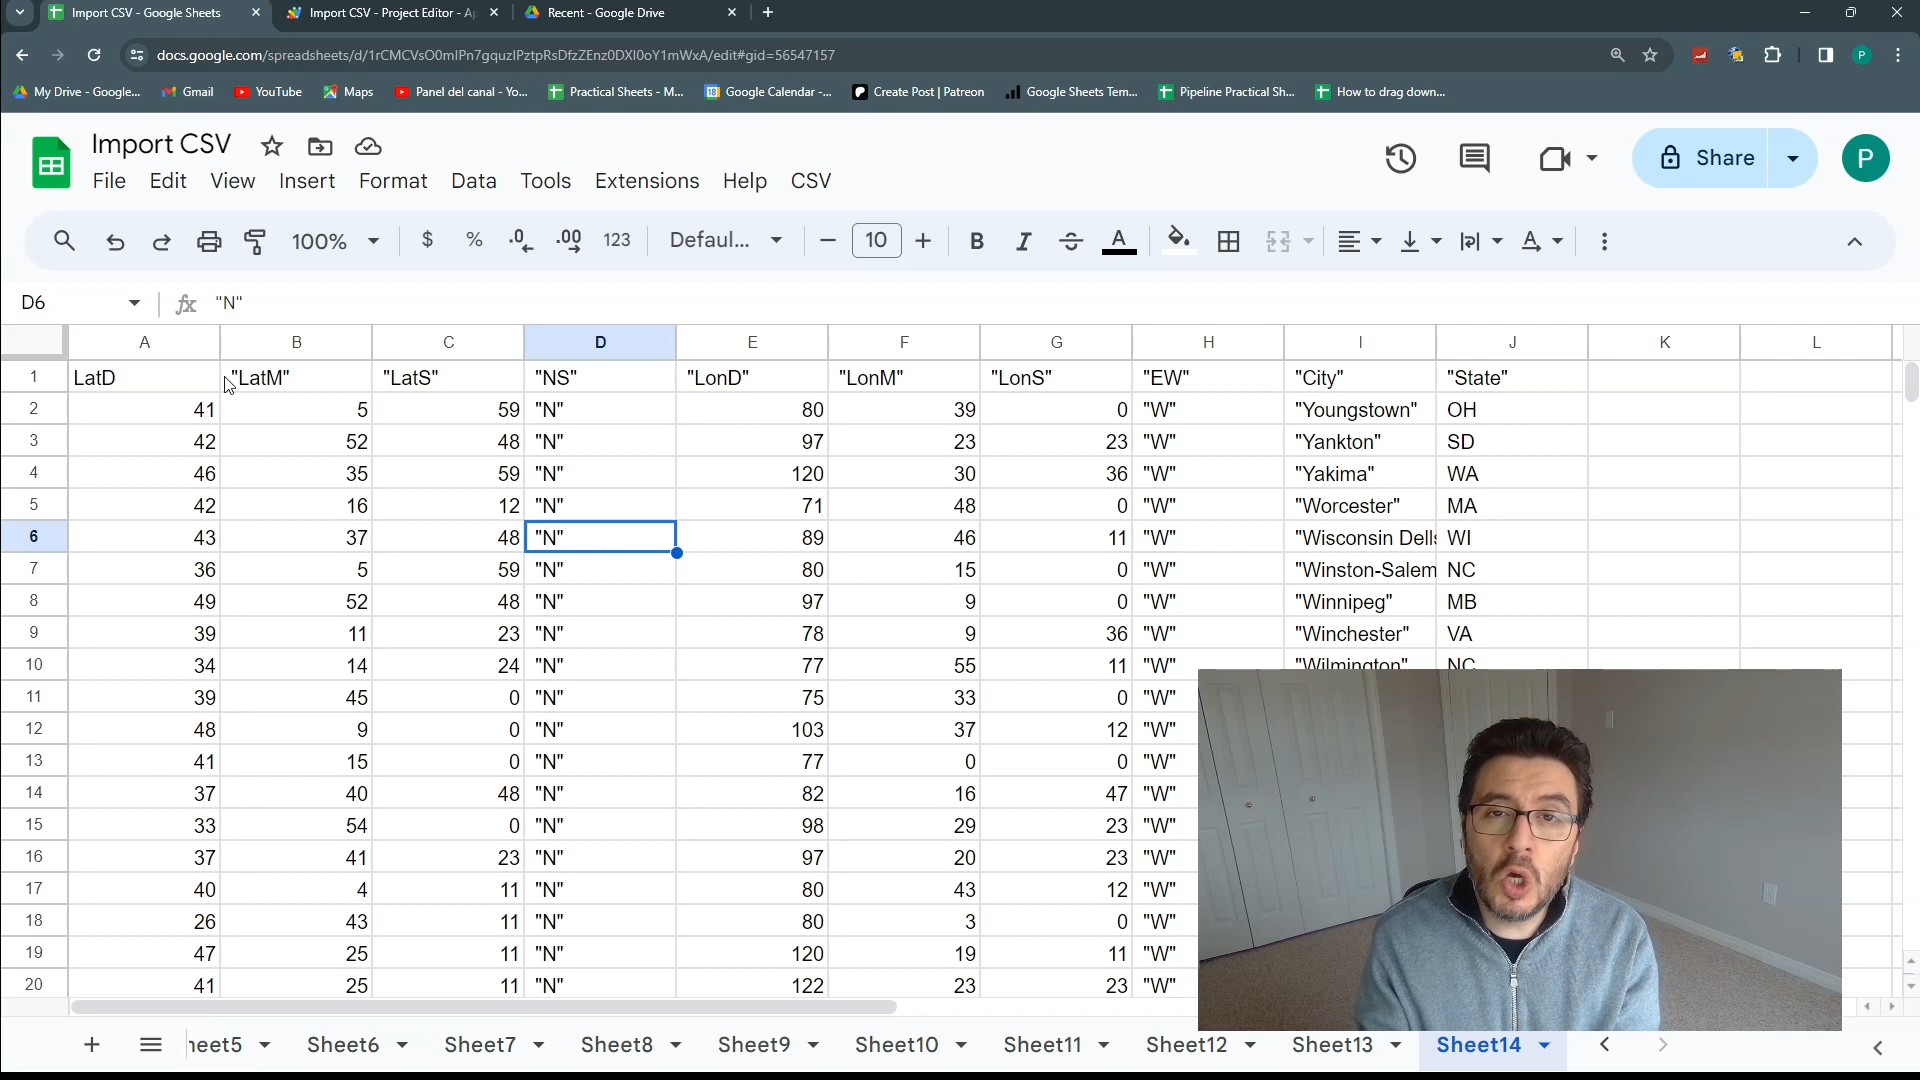 Import CSV - Google Sheets
Import CSV - Project Editor - Ap
Recent - Google Drive
docs.google.com/spreadsheets/d/1rCMCVsO0mlPn7gquzlPztpRsDfzZEnz0DXl0oY1mWxA/edit#gid=56547157
My Drive - Google...
Gmail
YouTube
Maps
Panel del canal - Yo...
Practical Sheets - M...
Google Calendar -...
Create Post | Patreon
Google Sheets Tem...
Pipeline Practical Sh...
How to drag down...
Import CSV
File Edit View Insert Format Data Tools Extensions Help CSV
Share
P
100% $ % .0 .00 123 Defaul... 10 B I A A
D6 fx "N"
A B C D E F G H I J K L
1 LatD "LatM" "LatS" "NS" "LonD" "LonM" "LonS" "EW" "City" "State"
2 41 5 59 "N" 80 39 0 "W" "Youngstown" OH
3 42 52 48 "N" 97 23 23 "W" "Yankton" SD
4 46 35 59 "N" 120 30 36 "W" "Yakima" WA
5 42 16 12 "N" 71 48 0 "W" "Worcester" MA
6 43 37 48 "N" 89 46 11 "W" "Wisconsin Dells WI
7 36 5 59 "N" 80 15 0 "W" "Winston-Salem NC
8 49 52 48 "N" 97 9 0 "W" "Winnipeg" MB
9 39 11 23 "N" 78 9 36 "W" "Winchester" VA
10 34 14 24 "N" 77 55 11 "W" "Wilmington" NC
11 39 45 0 "N" 75 33 0 "W"
12 48 9 0 "N" 103 37 12 "W"
13 41 15 0 "N" 77 0 0 "W"
14 37 40 48 "N" 82 16 47 "W"
15 33 54 0 "N" 98 29 23 "W"
16 37 41 23 "N" 97 20 23 "W"
17 40 4 11 "N" 80 43 12 "W"
18 26 43 11 "N" 80 3 0 "W"
19 47 25 11 "N" 120 19 11 "W"
20 41 25 11 "N" 122 23 23 "W"
heet5 Sheet6 Sheet7 Sheet8 Sheet9 Sheet10 Sheet11 Sheet12 Sheet13 Sheet14